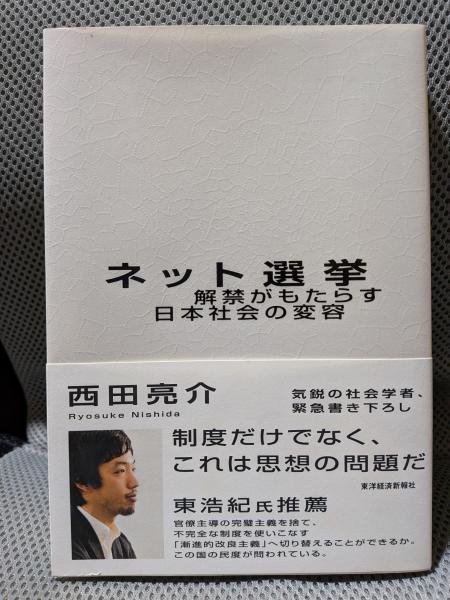 ネット選挙
解禁がもたらす
日本社会の変容
西田亮介
Ryosuke Nishida
気鋭の社会学者、
緊急書き下ろし
制度だけでなく、
これは思想の問題だ
東洋経済新報社
東浩紀氏推薦
官僚主導の完璧主義を捨て、
不完全な制度を使いこなす
「漸進的改良主義」へ切り替えることができるか。
この国の民度が問われている。